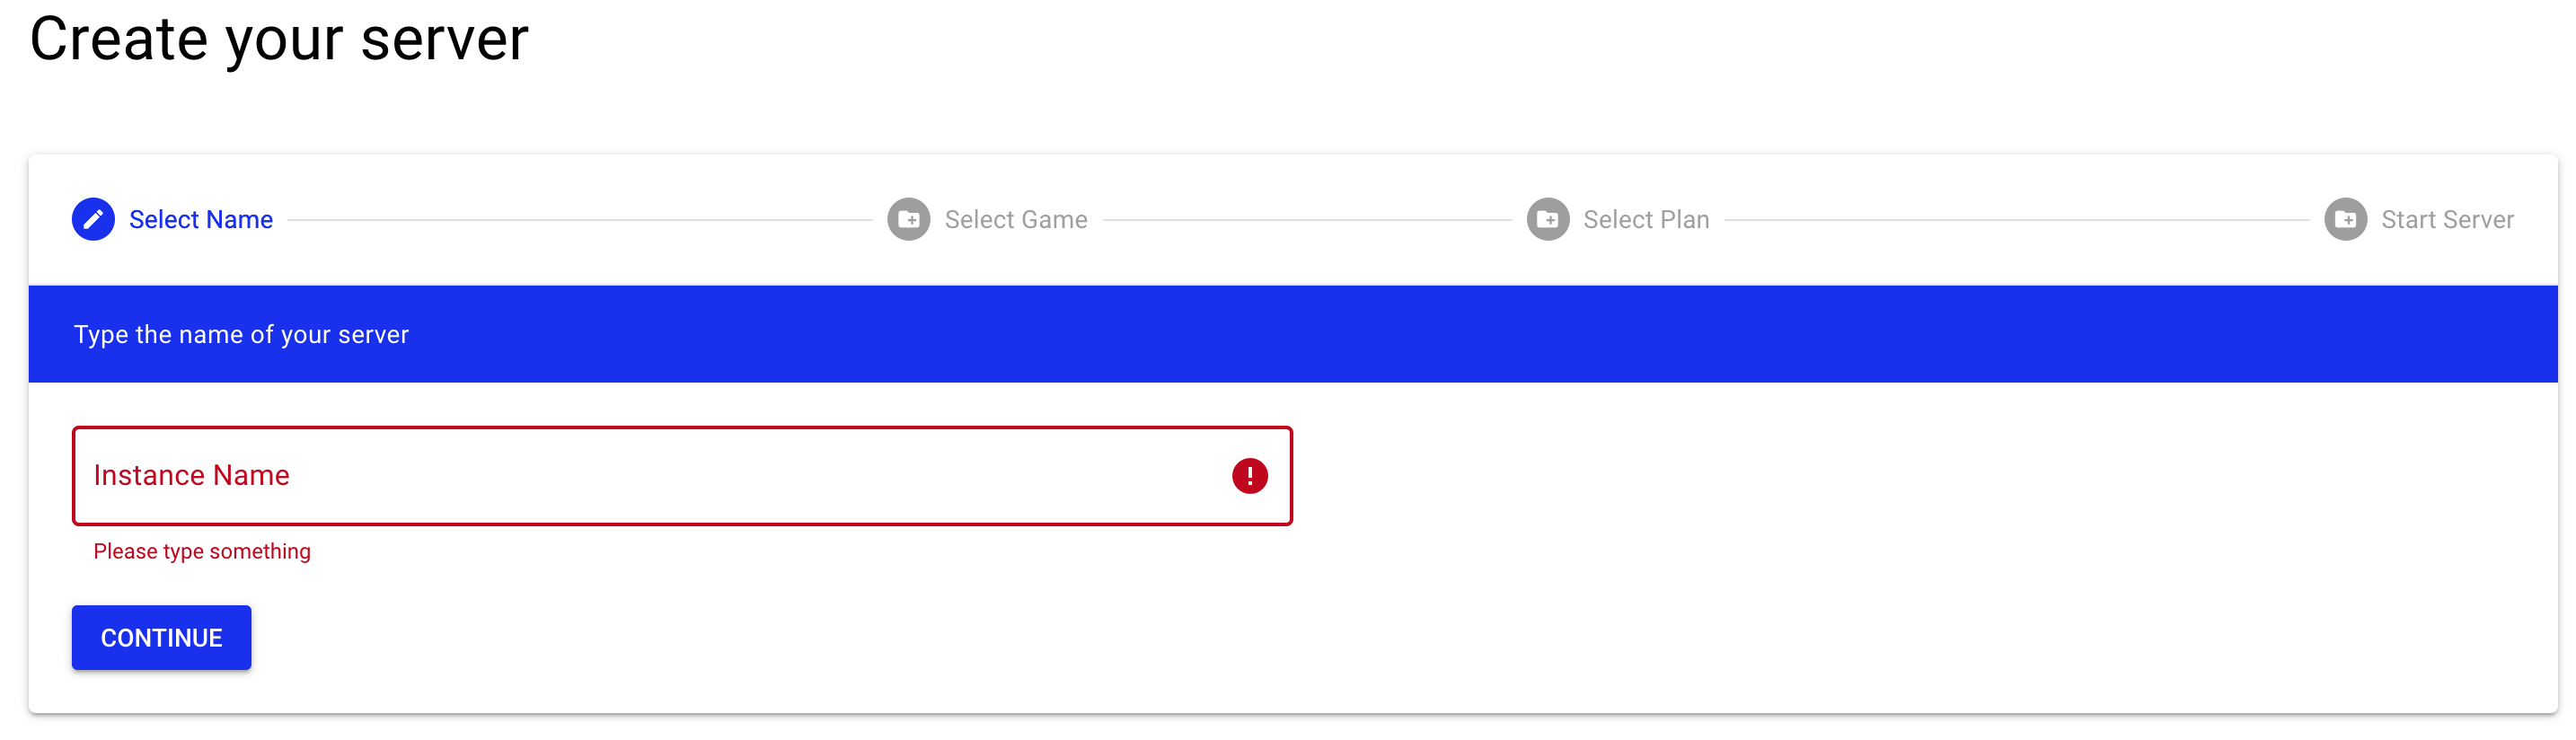 Create your server
Select Name
Select Game
Select Plan
Start Server
Type the name of your server
Instance Name
Please type something
CONTINUE